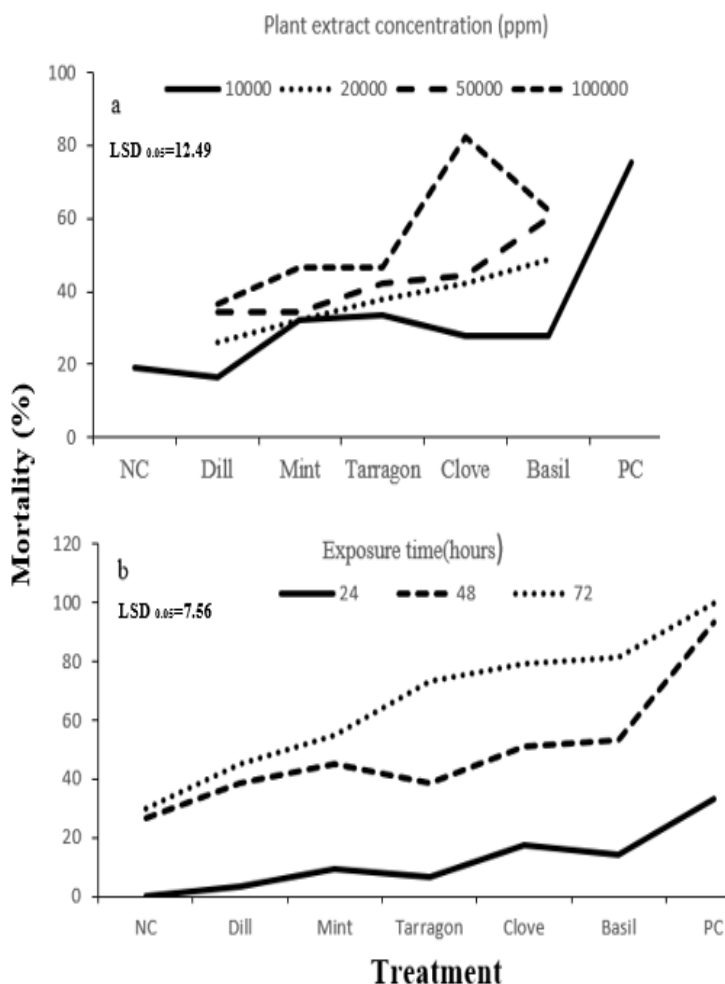 Plant extract concentration (ppm)
100
a
10000 20000 50000 100000
LSD 0.05=12.49
80
60
40
20
0
NC Dill Mint Tarragon Clove Basil PC
Mortality (%)
120
b
Exposure time(hours)
24 48 72
LSD 0.05=7.56
100
80
60
40
20
0
NC Dill Mint Tarragon Clove Basil PC
Treatment